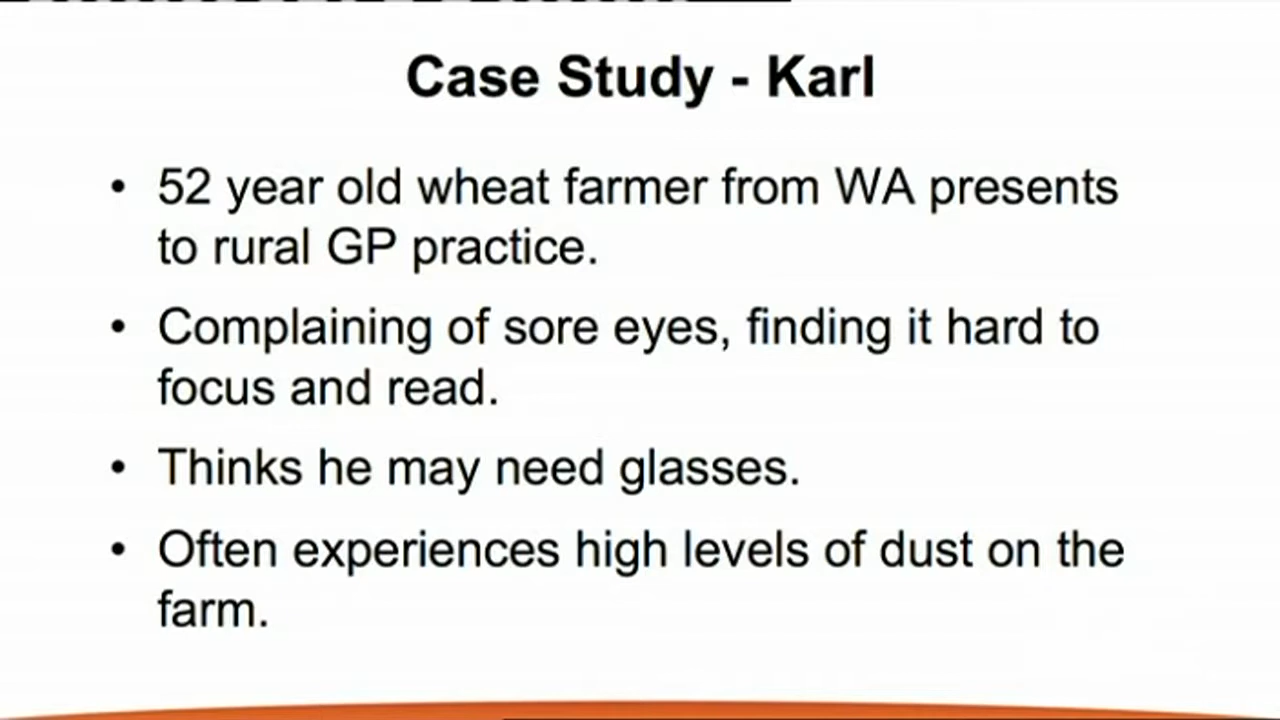 Case Study - Karl
• 52 year old wheat farmer from WA presents
to rural GP practice.
• Complaining of sore eyes, finding it hard to
focus and read.
• Thinks he may need glasses.
• Often experiences high levels of dust on the
farm.